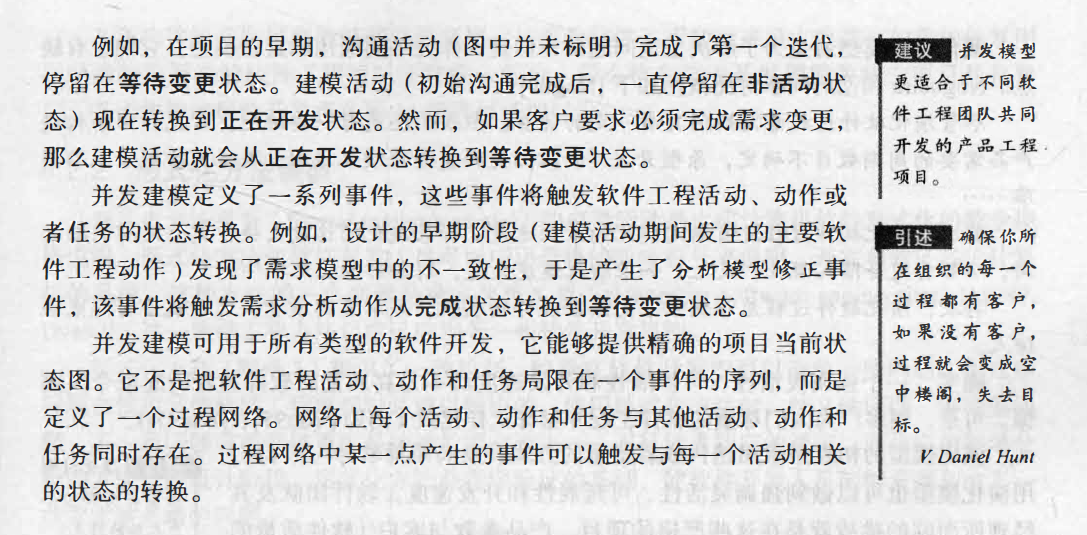 例如，在项目的早期，沟通活动（图中并未标明）完成了第一个迭代，
停留在等待变更状态。建模活动（初始沟通完成后，一直停留在非活动状
态）现在转换到正在开发状态。然而，如果客户要求必须完成需求变更，
那么建模活动就会从正在开发状态转换到等待变更状态。
并发建模定义了一系列事件，这些事件将触发软件工程活动、动作或
者任务的状态转换。例如，设计的早期阶段（建模活动期间发生的主要软
件工程动作）发现了需求模型中的不一致性，于是产生了分析模型修正事
件，该事件将触发需求分析动作从完成状态转换到等待变更状态。
并发建模可用于所有类型的软件开发，它能够提供精确的项目当前状
态图。它不是把软件工程活动、动作和任务局限在一个事件的序列，而是
定义了一个过程网络。网络上每个活动、动作和任务与其他活动、动作和
任务同时存在。过程网络中某一点产生的事件可以触发与每一个活动相关
的状态的转换。
建议 并发模型
更适合于不同软
件工程团队共同
开发的产品工程
项目。
引述 确保你所
在组织的每一个
过程都有客户，
如果没有客户，
过程就会变成空
中楼阁，失去目
标。
V. Daniel Hunt